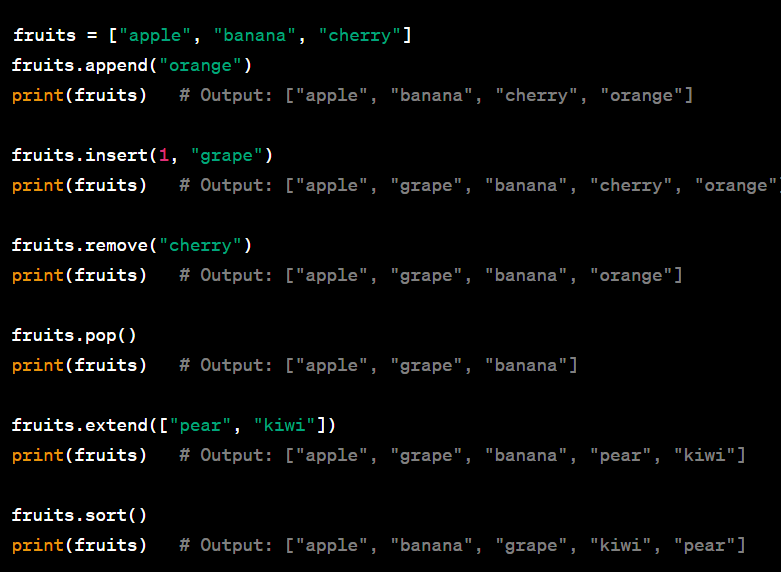 fruits = ["apple", "banana", "cherry"]
fruits.append("orange")
print(fruits)   # Output: ["apple", "banana", "cherry", "orange"]
fruits.insert(1, "grape")
print(fruits)   # Output: ["apple", "grape", "banana", "cherry", "orange"]
fruits.remove("cherry")
print(fruits)   # Output: ["apple", "grape", "banana", "orange"]
fruits.pop()
print(fruits)   # Output: ["apple", "grape", "banana"]
fruits.extend(["pear", "kiwi"])
print(fruits)   # Output: ["apple", "grape", "banana", "pear", "kiwi"]
fruits.sort()
print(fruits)   # Output: ["apple", "banana", "grape", "kiwi", "pear"]